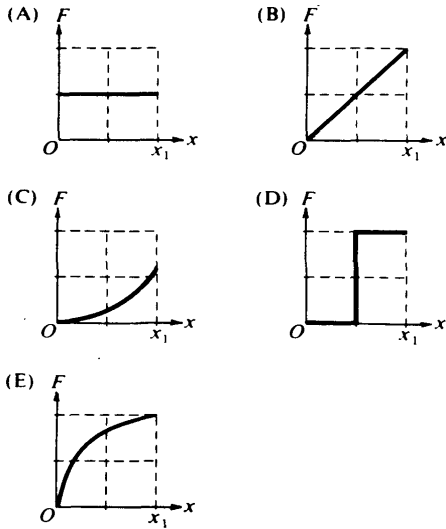 (A) F
O x₁ x
(B) F
O x₁ x
(C) F
O x₁ x
(D) F
O x₁ x
(E) F
O x₁ x